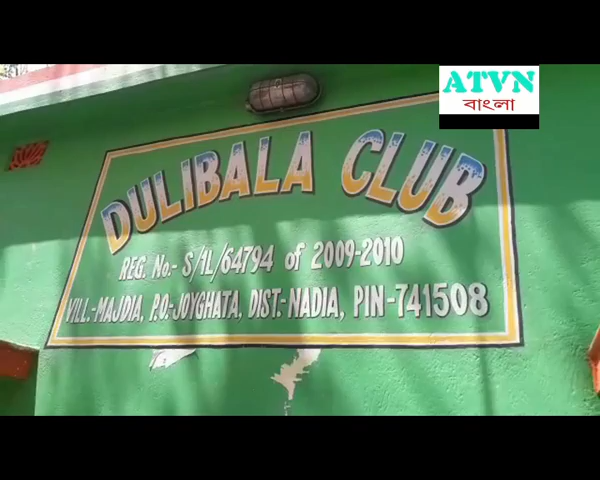 ATVN
বাংলা
DULIBALA CLUB
REG. No.- S/1L/64794 of 2009-2010
VILL.-MAJDIA, P.O.-JOYGHATA, DIST.-NADIA, PIN-741508